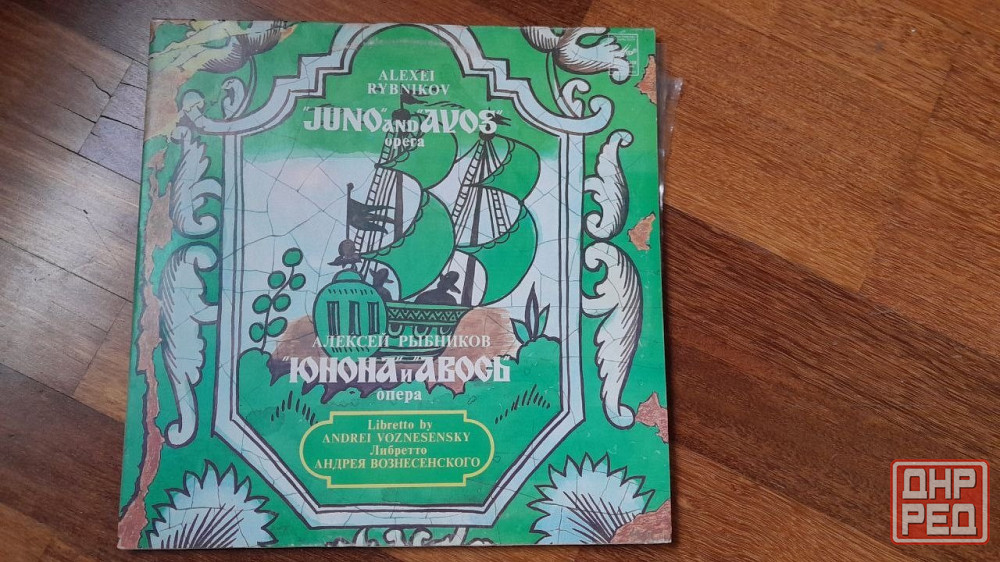 ALEXEI
RYBNIKOV
"JUNO" AND "AVOS"
opera
АЛЕКСЕЙ РЫБНИКОВ
"ЮНОНА и АВОСЬ"
опера
Libretto by
ANDREI VOZNESENSKY
Либретто
АНДРЕЯ ВОЗНЕСЕНСКОГО
ДНР
РЕД